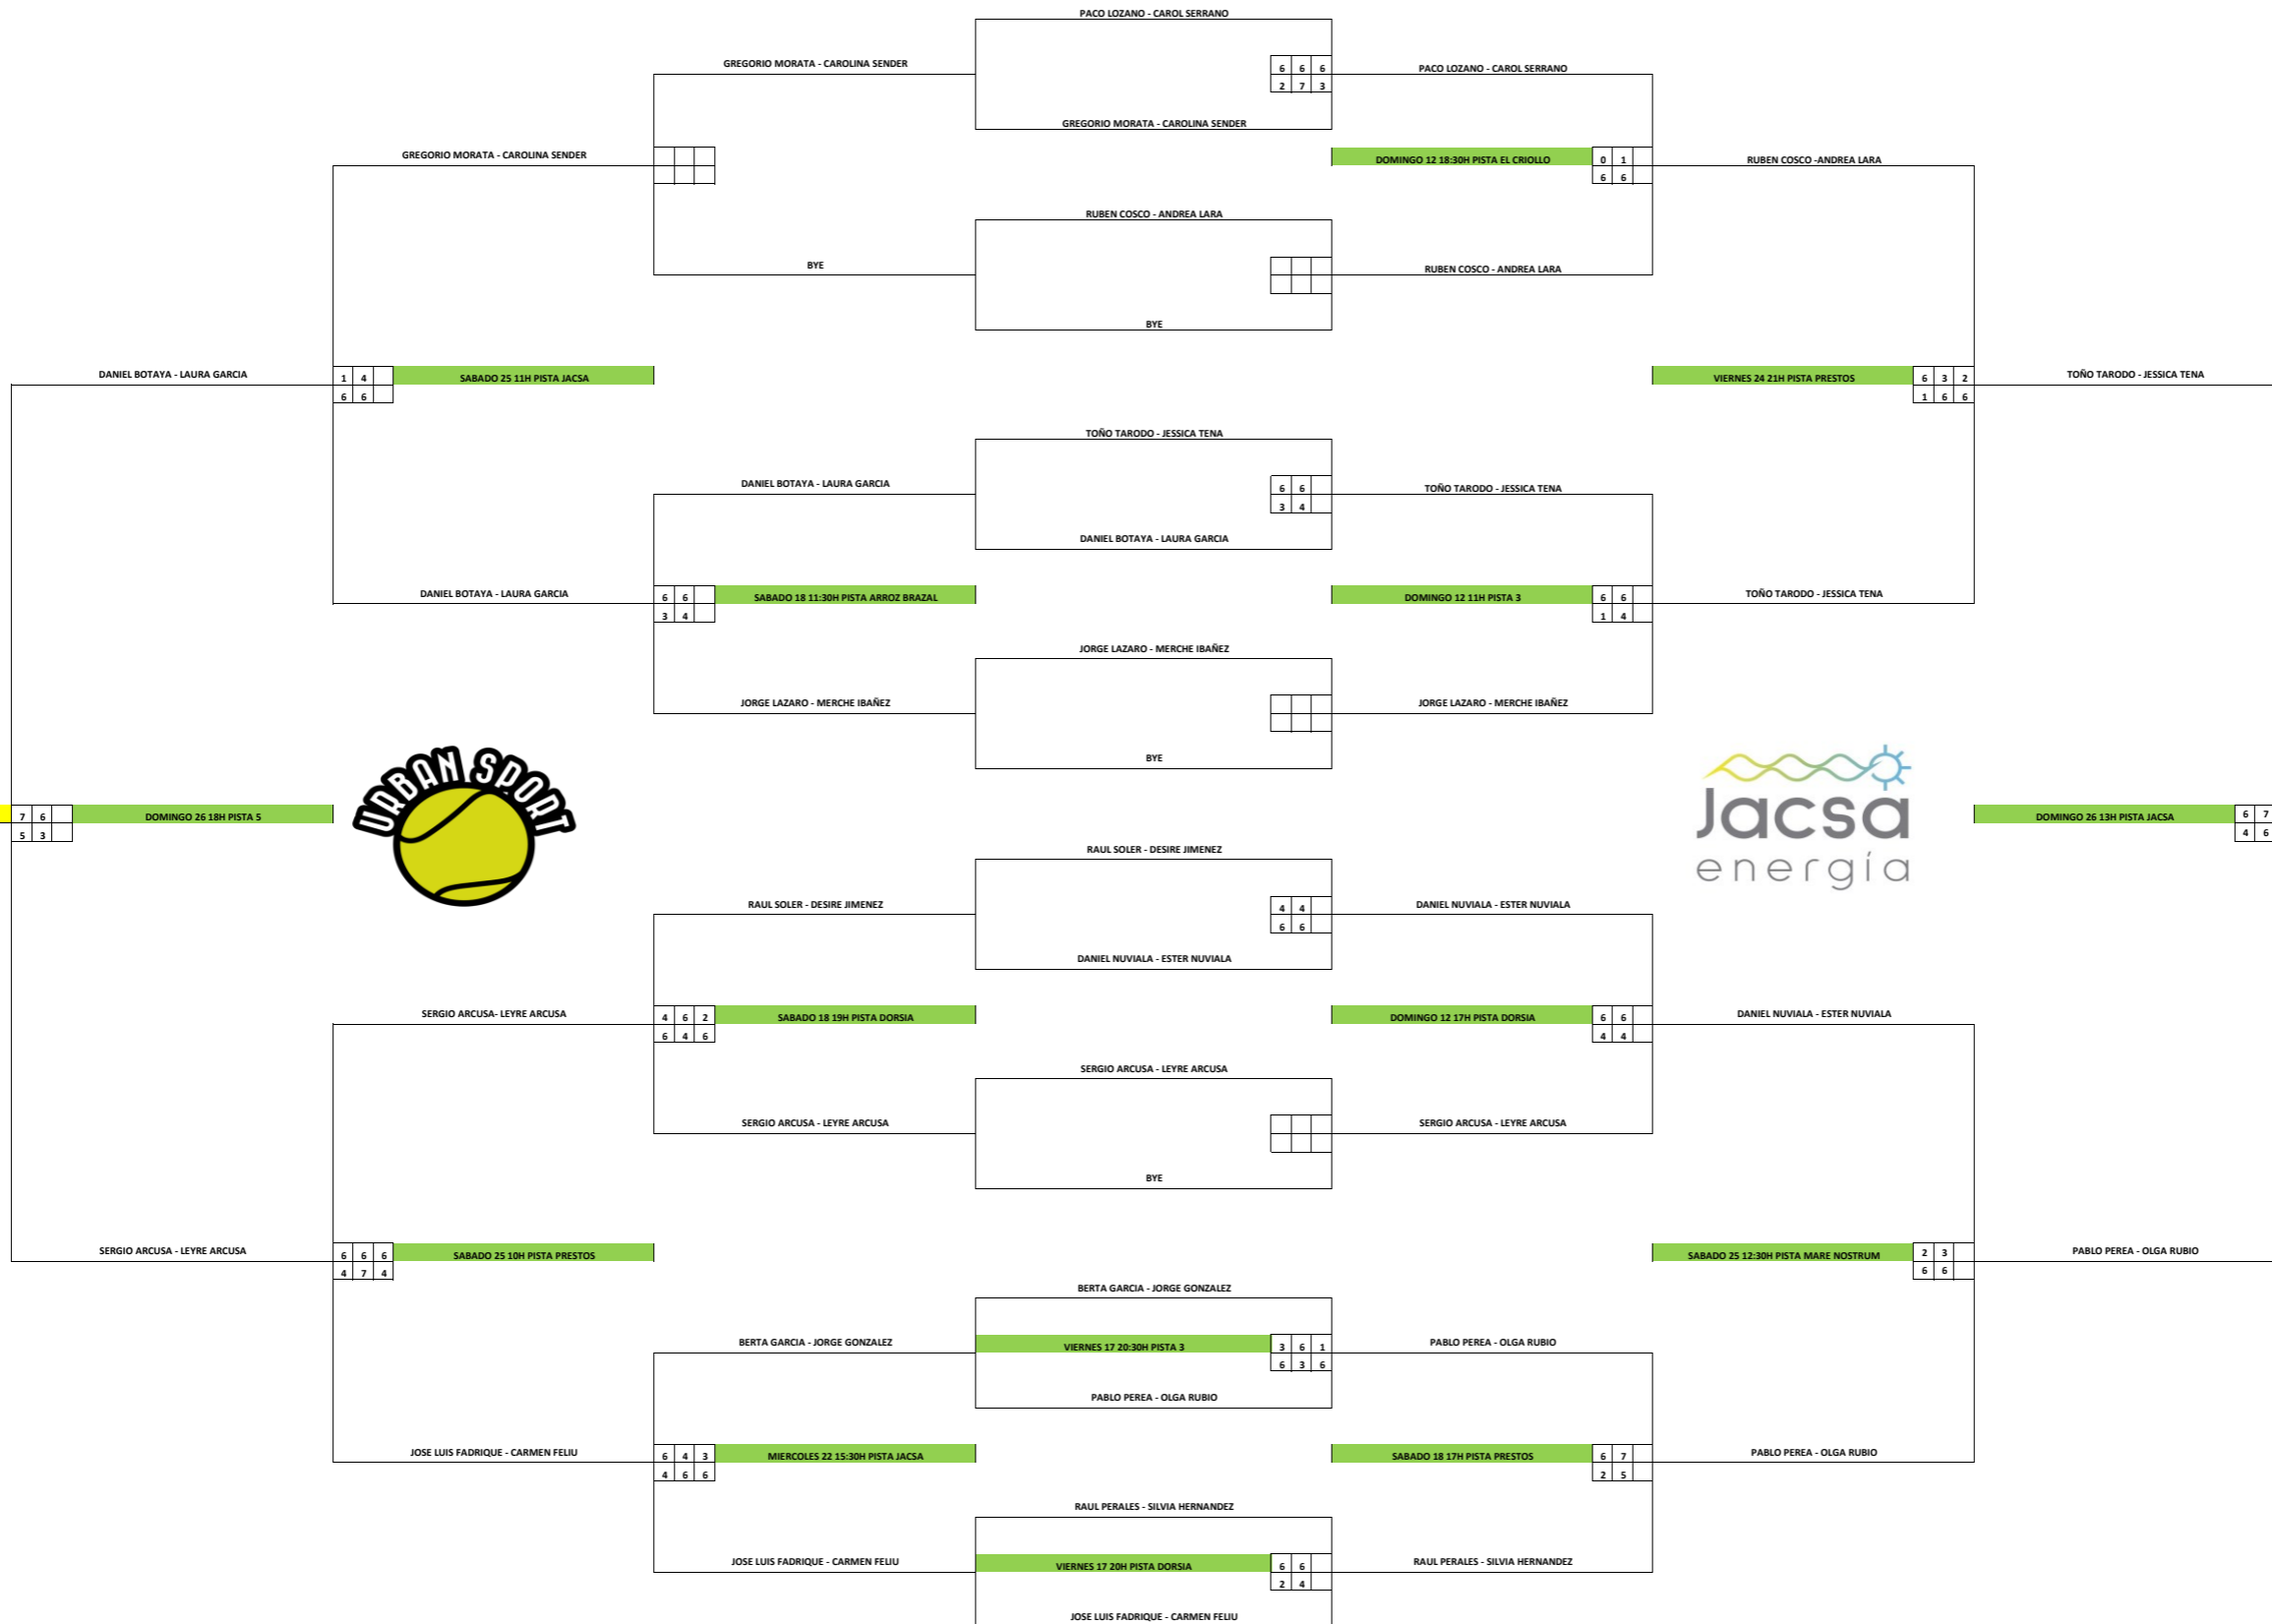 PACO LOZANO - CAROL SERRANO
GREGORIO MORATA - CAROLINA SENDER
6 6 6
PACO LOZANO - CAROL SERRANO
2 7 3
GREGORIO MORATA - CAROLINA SENDER
GREGORIO MORATA - CAROLINA SENDER
DOMINGO 12 18:30H PISTA EL CRIOLLO
0 1
RUBEN COSCO -ANDREA LARA
6 6
RUBEN COSCO - ANDREA LARA
BYE
RUBEN COSCO - ANDREA LARA
BYE
DANIEL BOTAYA - LAURA GARCIA
1 4
SABADO 25 11H PISTA JACSA
VIERNES 24 21H PISTA PRESTOS
6 3 2
TOÑO TARODO - JESSICA TENA
6 6
1 6 6
TOÑO TARODO - JESSICA TENA
DANIEL BOTAYA - LAURA GARCIA
6 6
TOÑO TARODO - JESSICA TENA
3 4
DANIEL BOTAYA - LAURA GARCIA
DANIEL BOTAYA - LAURA GARCIA
6 6
SABADO 18 11:30H PISTA ARROZ BRAZAL
DOMINGO 12 11H PISTA 3
6 6
TOÑO TARODO - JESSICA TENA
3 4
1 4
JORGE LAZARO - MERCHE IBAÑEZ
JORGE LAZARO - MERCHE IBAÑEZ
JORGE LAZARO - MERCHE IBAÑEZ
BYE
URBAN SPORT
Jacsa
energía
7 6
DOMINGO 26 18H PISTA 5
DOMINGO 26 13H PISTA JACSA
6 7
5 3
4 6
RAUL SOLER - DESIRE JIMENEZ
RAUL SOLER - DESIRE JIMENEZ
4 4
DANIEL NUVIALA - ESTER NUVIALA
6 6
DANIEL NUVIALA - ESTER NUVIALA
SERGIO ARCUSA- LEYRE ARCUSA
4 6 2
SABADO 18 19H PISTA DORSIA
DOMINGO 12 17H PISTA DORSIA
6 6
DANIEL NUVIALA - ESTER NUVIALA
6 4 6
4 4
SERGIO ARCUSA - LEYRE ARCUSA
SERGIO ARCUSA - LEYRE ARCUSA
SERGIO ARCUSA - LEYRE ARCUSA
BYE
SERGIO ARCUSA - LEYRE ARCUSA
6 6 6
SABADO 25 10H PISTA PRESTOS
SABADO 25 12:30H PISTA MARE NOSTRUM
2 3
PABLO PEREA - OLGA RUBIO
4 7 4
6 6
BERTA GARCIA - JORGE GONZALEZ
BERTA GARCIA - JORGE GONZALEZ
VIERNES 17 20:30H PISTA 3
3 6 1
PABLO PEREA - OLGA RUBIO
6 3 6
PABLO PEREA - OLGA RUBIO
JOSE LUIS FADRIQUE - CARMEN FELIU
6 4 3
MIERCOLES 22 15:30H PISTA JACSA
SABADO 18 17H PISTA PRESTOS
6 7
PABLO PEREA - OLGA RUBIO
4 6 6
2 5
RAUL PERALES - SILVIA HERNANDEZ
JOSE LUIS FADRIQUE - CARMEN FELIU
VIERNES 17 20H PISTA DORSIA
6 6
RAUL PERALES - SILVIA HERNANDEZ
2 4
JOSE LUIS FADRIQUE - CARMEN FELIU